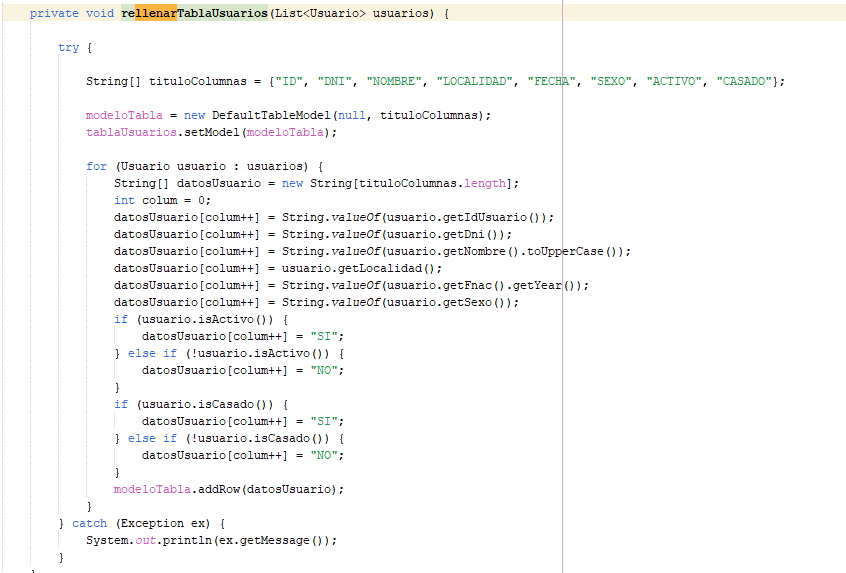 private void rellenarTablaUsuarios(List<Usuario> usuarios) {
try {
String[] tituloColumnas = {"ID", "DNI", "NOMBRE", "LOCALIDAD", "FECHA", "SEXO", "ACTIVO", "CASADO"};
modeloTabla = new DefaultTableModel(null, tituloColumnas);
tablaUsuarios.setModel(modeloTabla);
for (Usuario usuario : usuarios) {
String[] datosUsuario = new String[tituloColumnas.length];
int colum = 0;
datosUsuario[colum++] = String.valueOf(usuario.getIdUsuario());
datosUsuario[colum++] = String.valueOf(usuario.getDni());
datosUsuario[colum++] = String.valueOf(usuario.getNombre().toUpperCase());
datosUsuario[colum++] = usuario.getLocalidad();
datosUsuario[colum++] = String.valueOf(usuario.getFnac().getYear());
datosUsuario[colum++] = String.valueOf(usuario.getSexo());
if (usuario.isActivo()) {
datosUsuario[colum++] = "SI";
} else if (!usuario.isActivo()) {
datosUsuario[colum++] = "NO";
}
if (usuario.isCasado()) {
datosUsuario[colum++] = "SI";
} else if (!usuario.isCasado()) {
datosUsuario[colum++] = "NO";
}
modeloTabla.addRow(datosUsuario);
}
} catch (Exception ex) {
System.out.println(ex.getMessage());
}